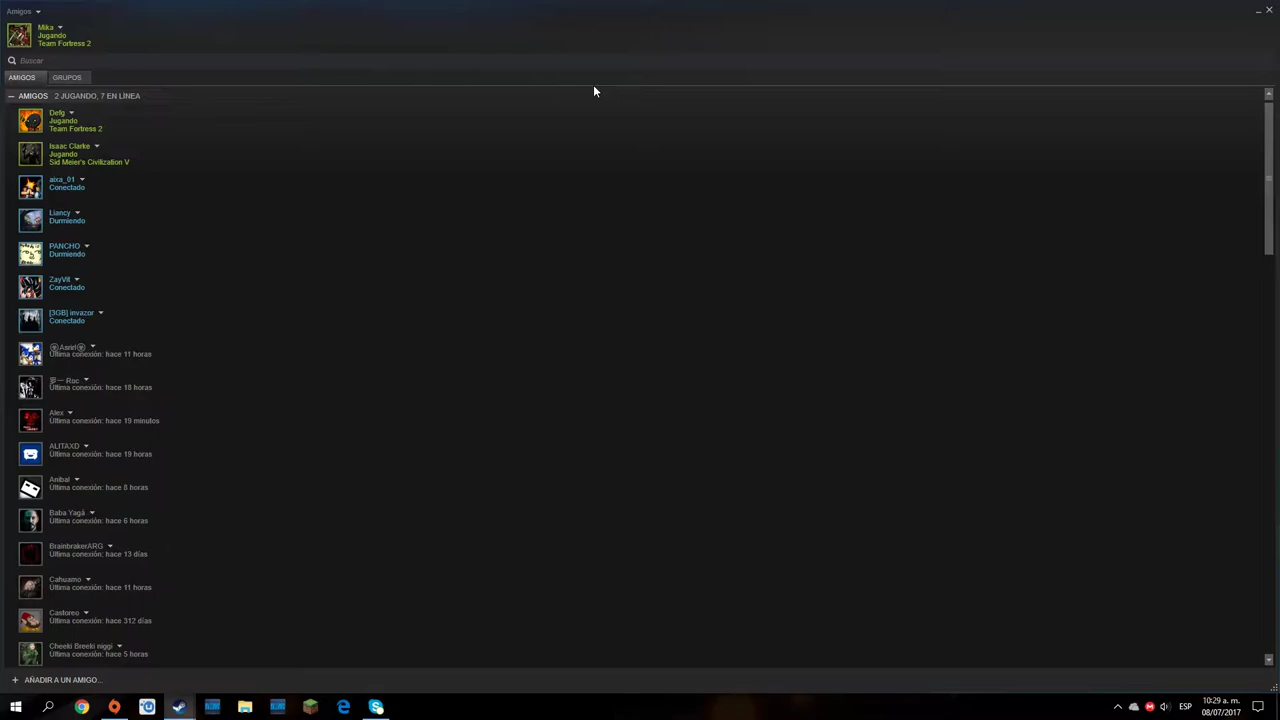 Amigos
Mika
Jugando
Team Fortress 2
Buscar
AMIGOS GRUPOS
AMIGOS 2 JUGANDO, 7 EN LÍNEA
Defg
Jugando
Team Fortress 2
Isaac Clarke
Jugando
Sid Meier's Civilization V
aixa_01
Conectado
Liancy
Durmiendo
PANCHO
Durmiendo
ZayVit
Conectado
[3GB] invazor
Conectado
Última conexión: hace 11 horas
Roc
Última conexión: hace 18 horas
Alex
Última conexión: hace 19 minutos
ALITAXD
Última conexión: hace 19 horas
Anibal
Última conexión: hace 8 horas
Baba Yagá
Última conexión: hace 6 horas
BrainbrakerARG
Última conexión: hace 13 días
Cahuamo
Última conexión: hace 11 horas
Castoreo
Última conexión: hace 312 días
Cheeki Breeki niggi
Última conexión: hace 5 horas
+ AÑADIR A UN AMIGO...
ESP
10:29 a. m.
08/07/2017